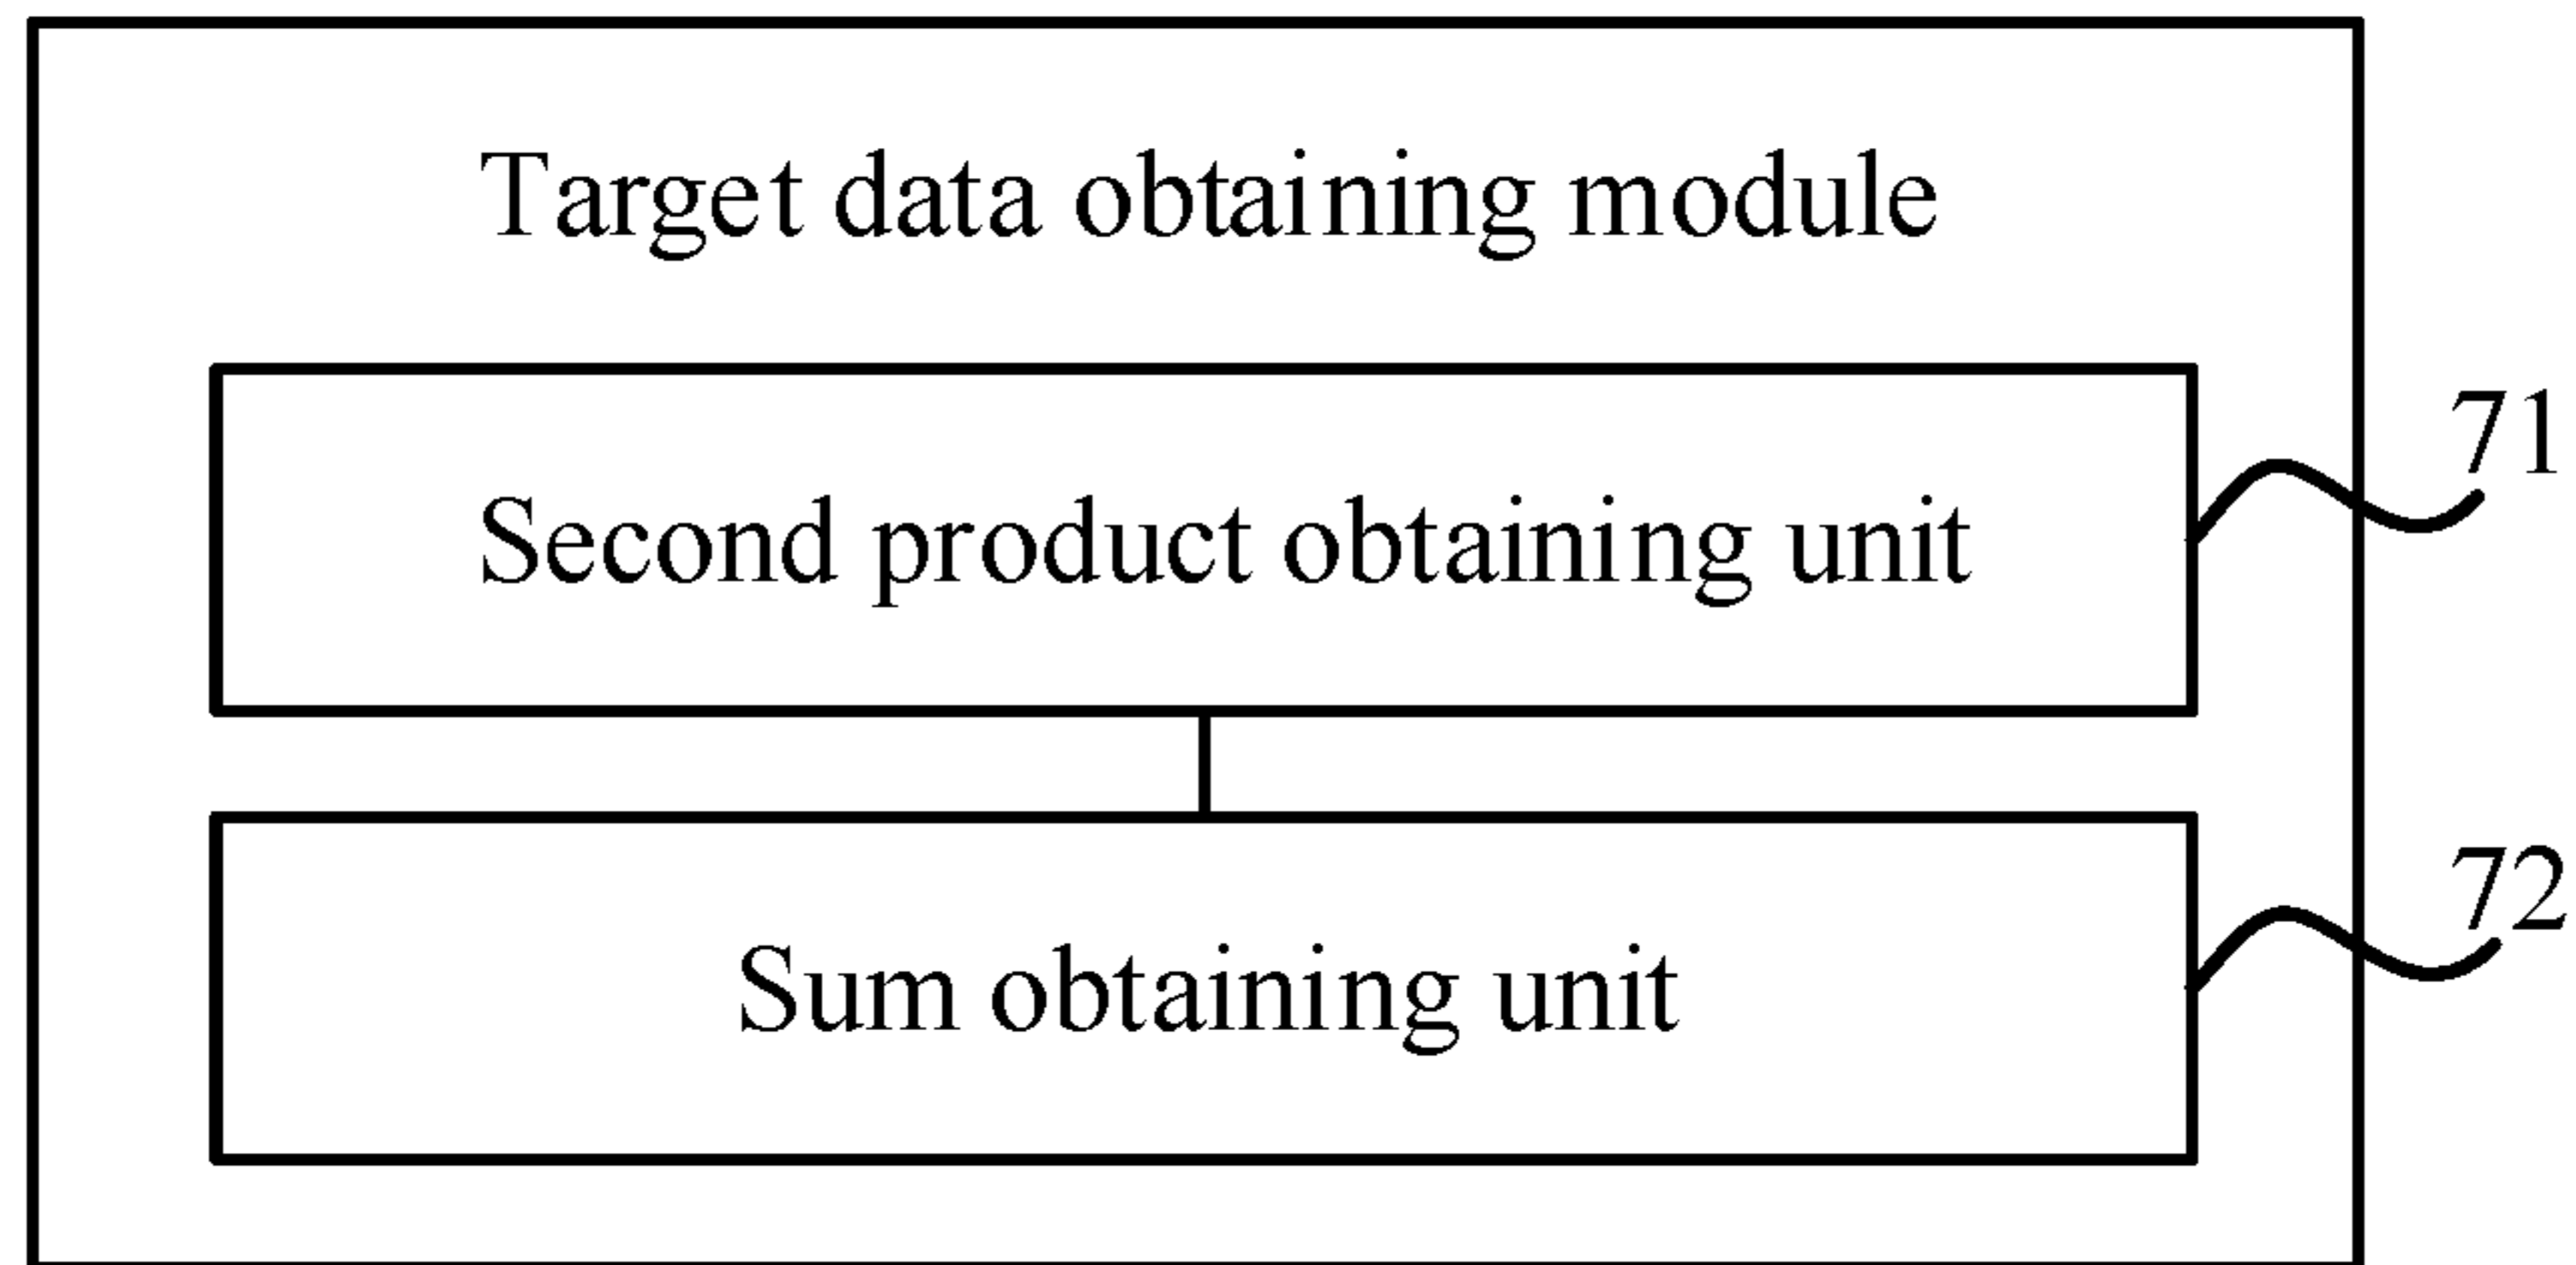 Target data obtaining module
71
Second product obtaining unit
72
Sum obtaining unit